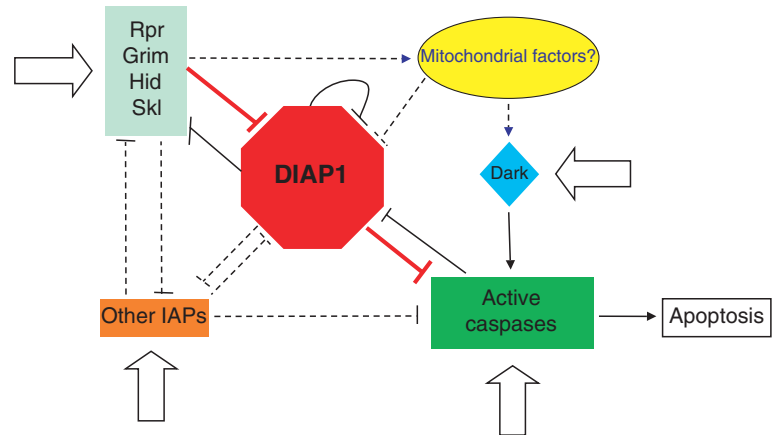 Rpr
Grim
Hid
Skl
Mitochondrial factors?
DIAP1
Dark
Other IAPs
Active
caspases
Apoptosis